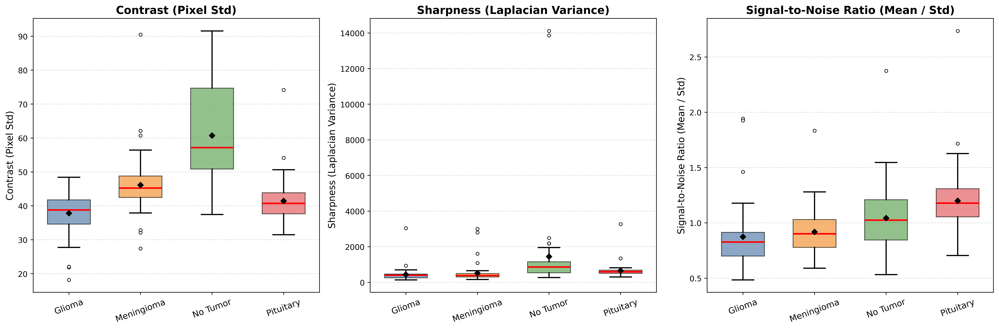 Contrast (Pixel Std)
Contrast (Pixel Std)
90
80
70
60
50
40
30
20
Glioma
Meningioma
No Tumor
Pituitary
Sharpness (Laplacian Variance)
Sharpness (Laplacian Variance)
14000
12000
10000
8000
6000
4000
2000
0
Glioma
Meningioma
No Tumor
Pituitary
Signal-to-Noise Ratio (Mean / Std)
Signal-to-Noise Ratio (Mean / Std)
2.5
2.0
1.5
1.0
0.5
Glioma
Meningioma
No Tumor
Pituitary